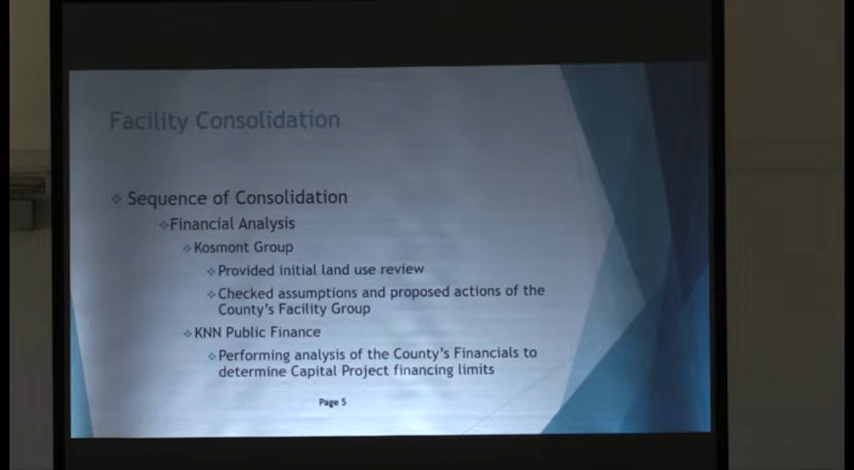 Facility Consolidation
Sequence of Consolidation
Financial Analysis
Kosmont Group
Provided initial land use review
Checked assumptions and proposed actions of the
County's Facility Group
KNN Public Finance
Performing analysis of the County's Financials to
determine Capital Project financing limits
Page 5